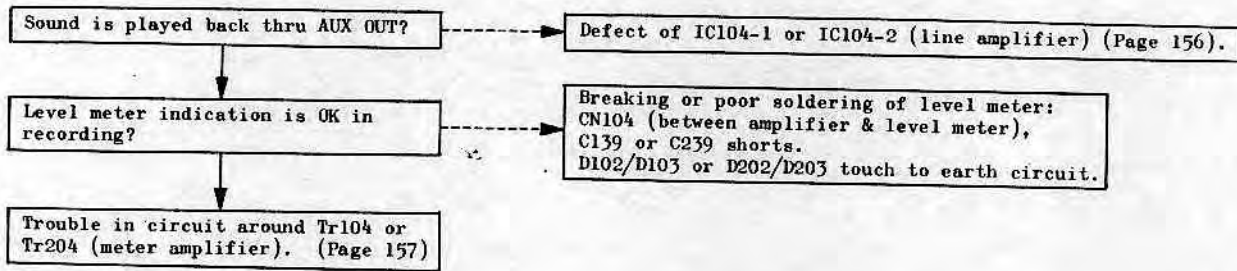 Sound is played back thru AUX OUT?
Defect of IC104-1 or IC104-2 (line amplifier) (Page 156).
Level meter indication is OK in
recording?
Breaking or poor soldering of level meter:
CN104 (between amplifier & level meter),
C139 or C239 shorts.
D102/D103 or D202/D203 touch to earth circuit.
Trouble in circuit around Tr104 or
Tr204 (meter amplifier). (Page 157)